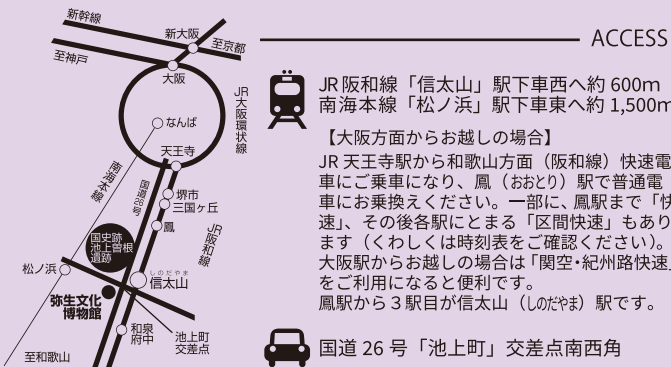 新幹線
新大阪
至京都
至神戸
大阪
JR大阪環状線
なんば
天王寺
南海本線
国道26号
堺市
三国ヶ丘
鳳
JR阪和線
国史跡
池上曽根
遺跡
松ノ浜
しのだやま
信太山
弥生文化
博物館
和泉
府中
池上町
交差点
至和歌山
ACCESS
JR阪和線「信太山」駅下車西へ約 600m
南海本線「松ノ浜」駅下車東へ約 1,500m
【大阪方面からお越しの場合】
JR 天王寺駅から和歌山方面（阪和線）快速電
車にご乗車になり、鳳（おおとり）駅で普通電
車にお乗換えください。一部に、鳳駅まで「快
速」、その後各駅にとまる「区間快速」もあり
ます（くわしくは時刻表をご確認ください）。
大阪駅からお越しの場合は「関空・紀州路快速」
をご利用になると便利です。
鳳駅から３駅目が信太山（しのだやま）駅です。
国道 26 号「池上町」交差点南西角